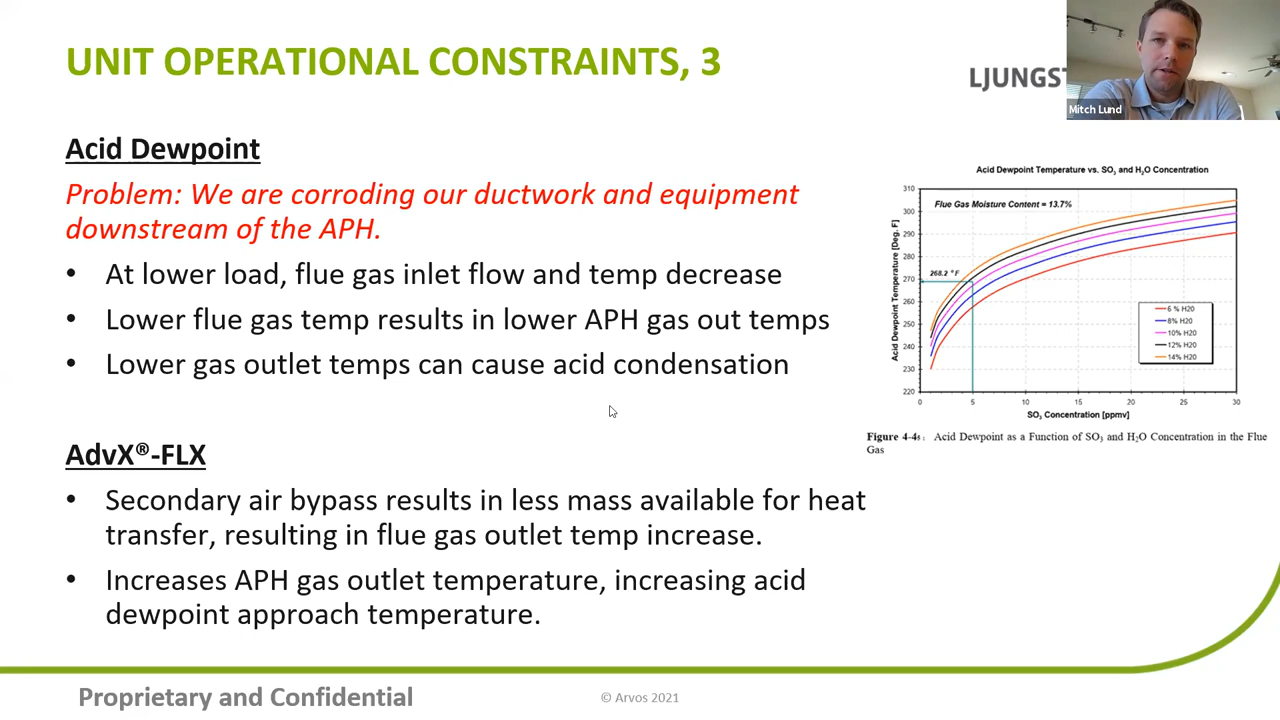 UNIT OPERATIONAL CONSTRAINTS, 3
LJUNGST
Mitch Lund
Acid Dewpoint
Problem: We are corroding our ductwork and equipment
downstream of the APH.
• At lower load, flue gas inlet flow and temp decrease
• Lower flue gas temp results in lower APH gas out temps
• Lower gas outlet temps can cause acid condensation
Acid Dewpoint Temperature vs. SO3 and H2O Concentration
Flue Gas Moisture Content = 13.7%
Acid Dewpoint Temperature [Deg. F]
310
300
290
280
270
260
250
240
230
220
268.2 °F
6 % H20
8% H20
10% H20
12% H20
14% H20
0 5 10 15 20 25 30
SO3 Concentration [ppmv]
Figure 4-4s: Acid Dewpoint as a Function of SO3 and H2O Concentration in the Flue
Gas
AdvX®-FLX
• Secondary air bypass results in less mass available for heat
transfer, resulting in flue gas outlet temp increase.
• Increases APH gas outlet temperature, increasing acid
dewpoint approach temperature.
Proprietary and Confidential
© Arvos 2021